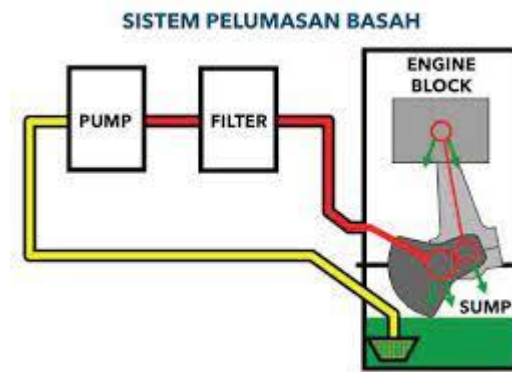 SISTEM PELUMASAN BASAH
ENGINE
BLOCK
PUMP
FILTER
SUMP